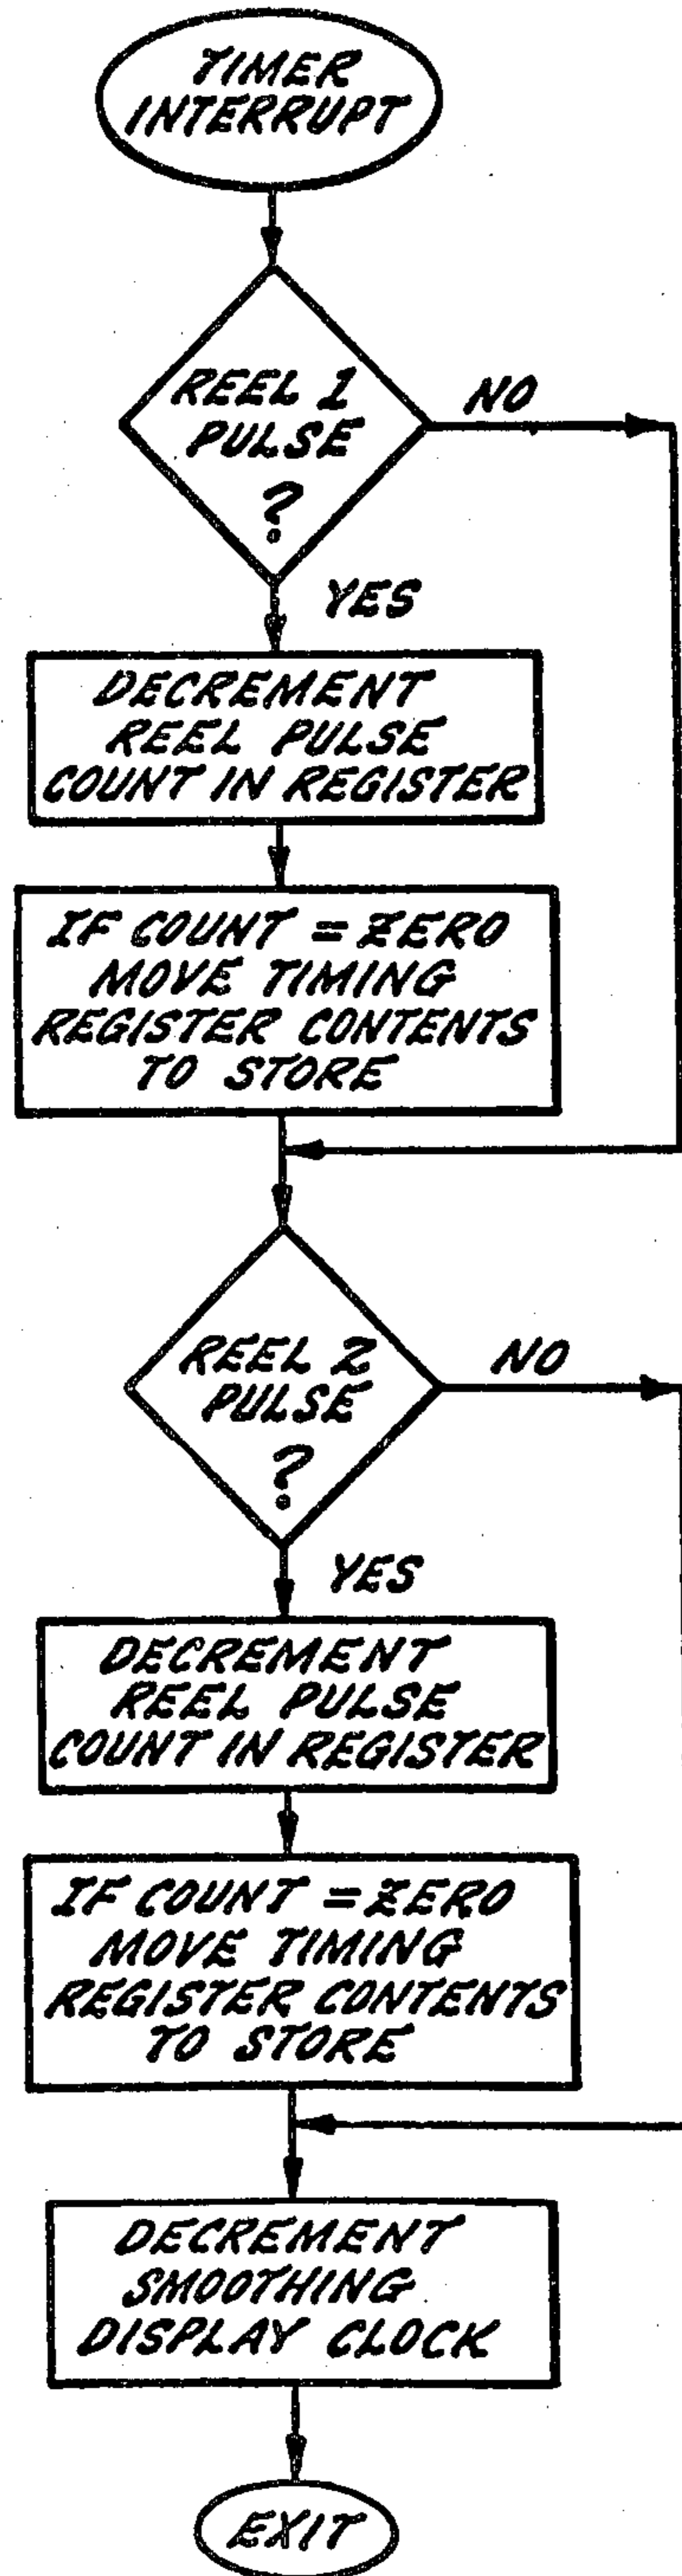 TIMER
INTERRUPT
REEL 1
PULSE
?
NO
YES
DECREMENT
REEL PULSE
COUNT IN REGISTER
IF COUNT = ZERO
MOVE TIMING
REGISTER CONTENTS
TO STORE
REEL 2
PULSE
?
NO
YES
DECREMENT
REEL PULSE
COUNT IN REGISTER
IF COUNT = ZERO
MOVE TIMING
REGISTER CONTENTS
TO STORE
DECREMENT
SMOOTHING
DISPLAY CLOCK
EXIT